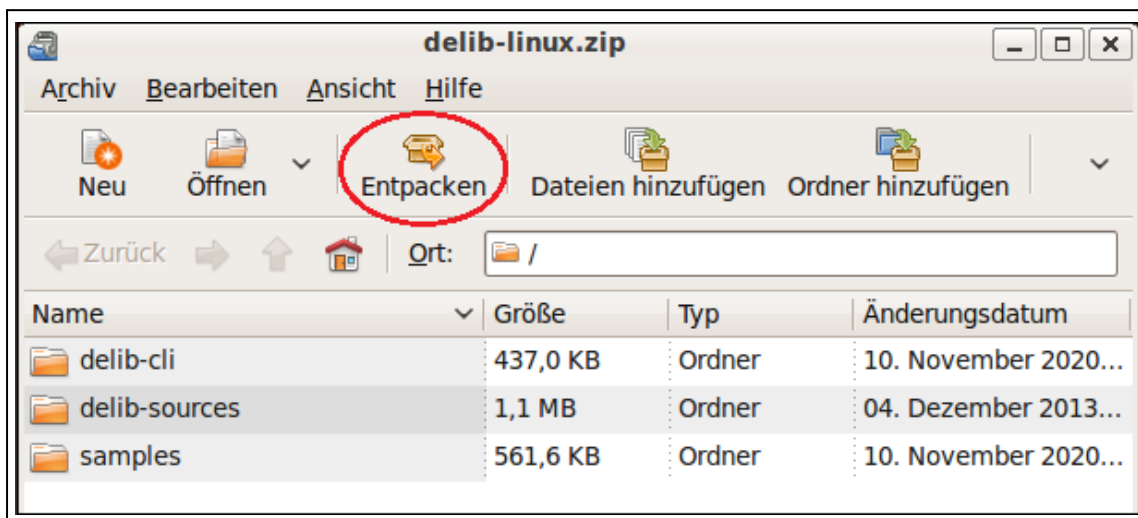 delib-linux.zip
Archiv Bearbeiten Ansicht Hilfe
Neu Öffnen Entpacken Dateien hinzufügen Ordner hinzufügen
Zurück Ort: /
Name Größe Typ Änderungsdatum
delib-cli 437,0 KB Ordner 10. November 2020...
delib-sources 1,1 MB Ordner 04. Dezember 2013...
samples 561,6 KB Ordner 10. November 2020...